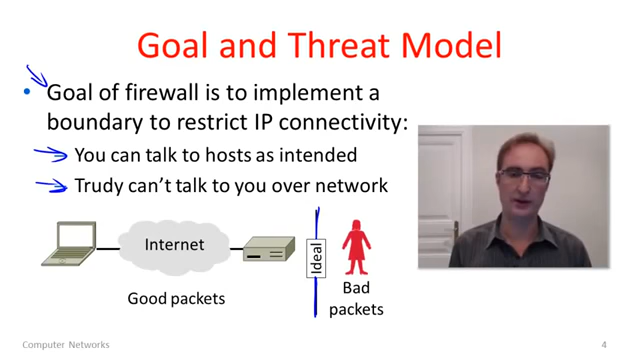 Goal and Threat Model
• Goal of firewall is to implement a
boundary to restrict IP connectivity:
You can talk to hosts as intended
Trudy can't talk to you over network
Internet
Ideal
Good packets
Bad
packets
Computer Networks
4